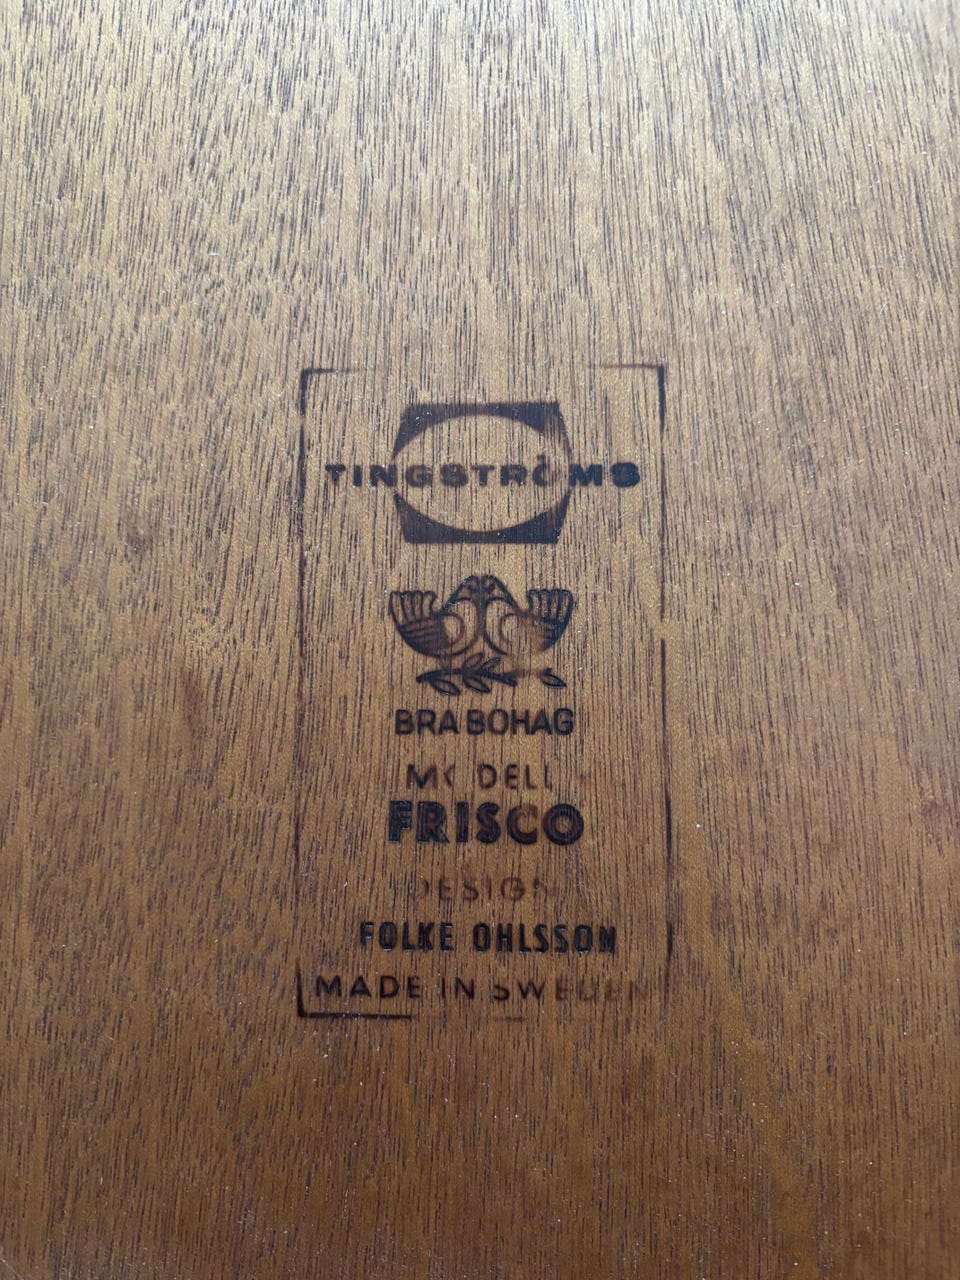 TINGSTRÖMS
BRA BOHAG
MODELL
FRISCO
DESIGN
FOLKE OHLSSON
MADE IN SWEDEN